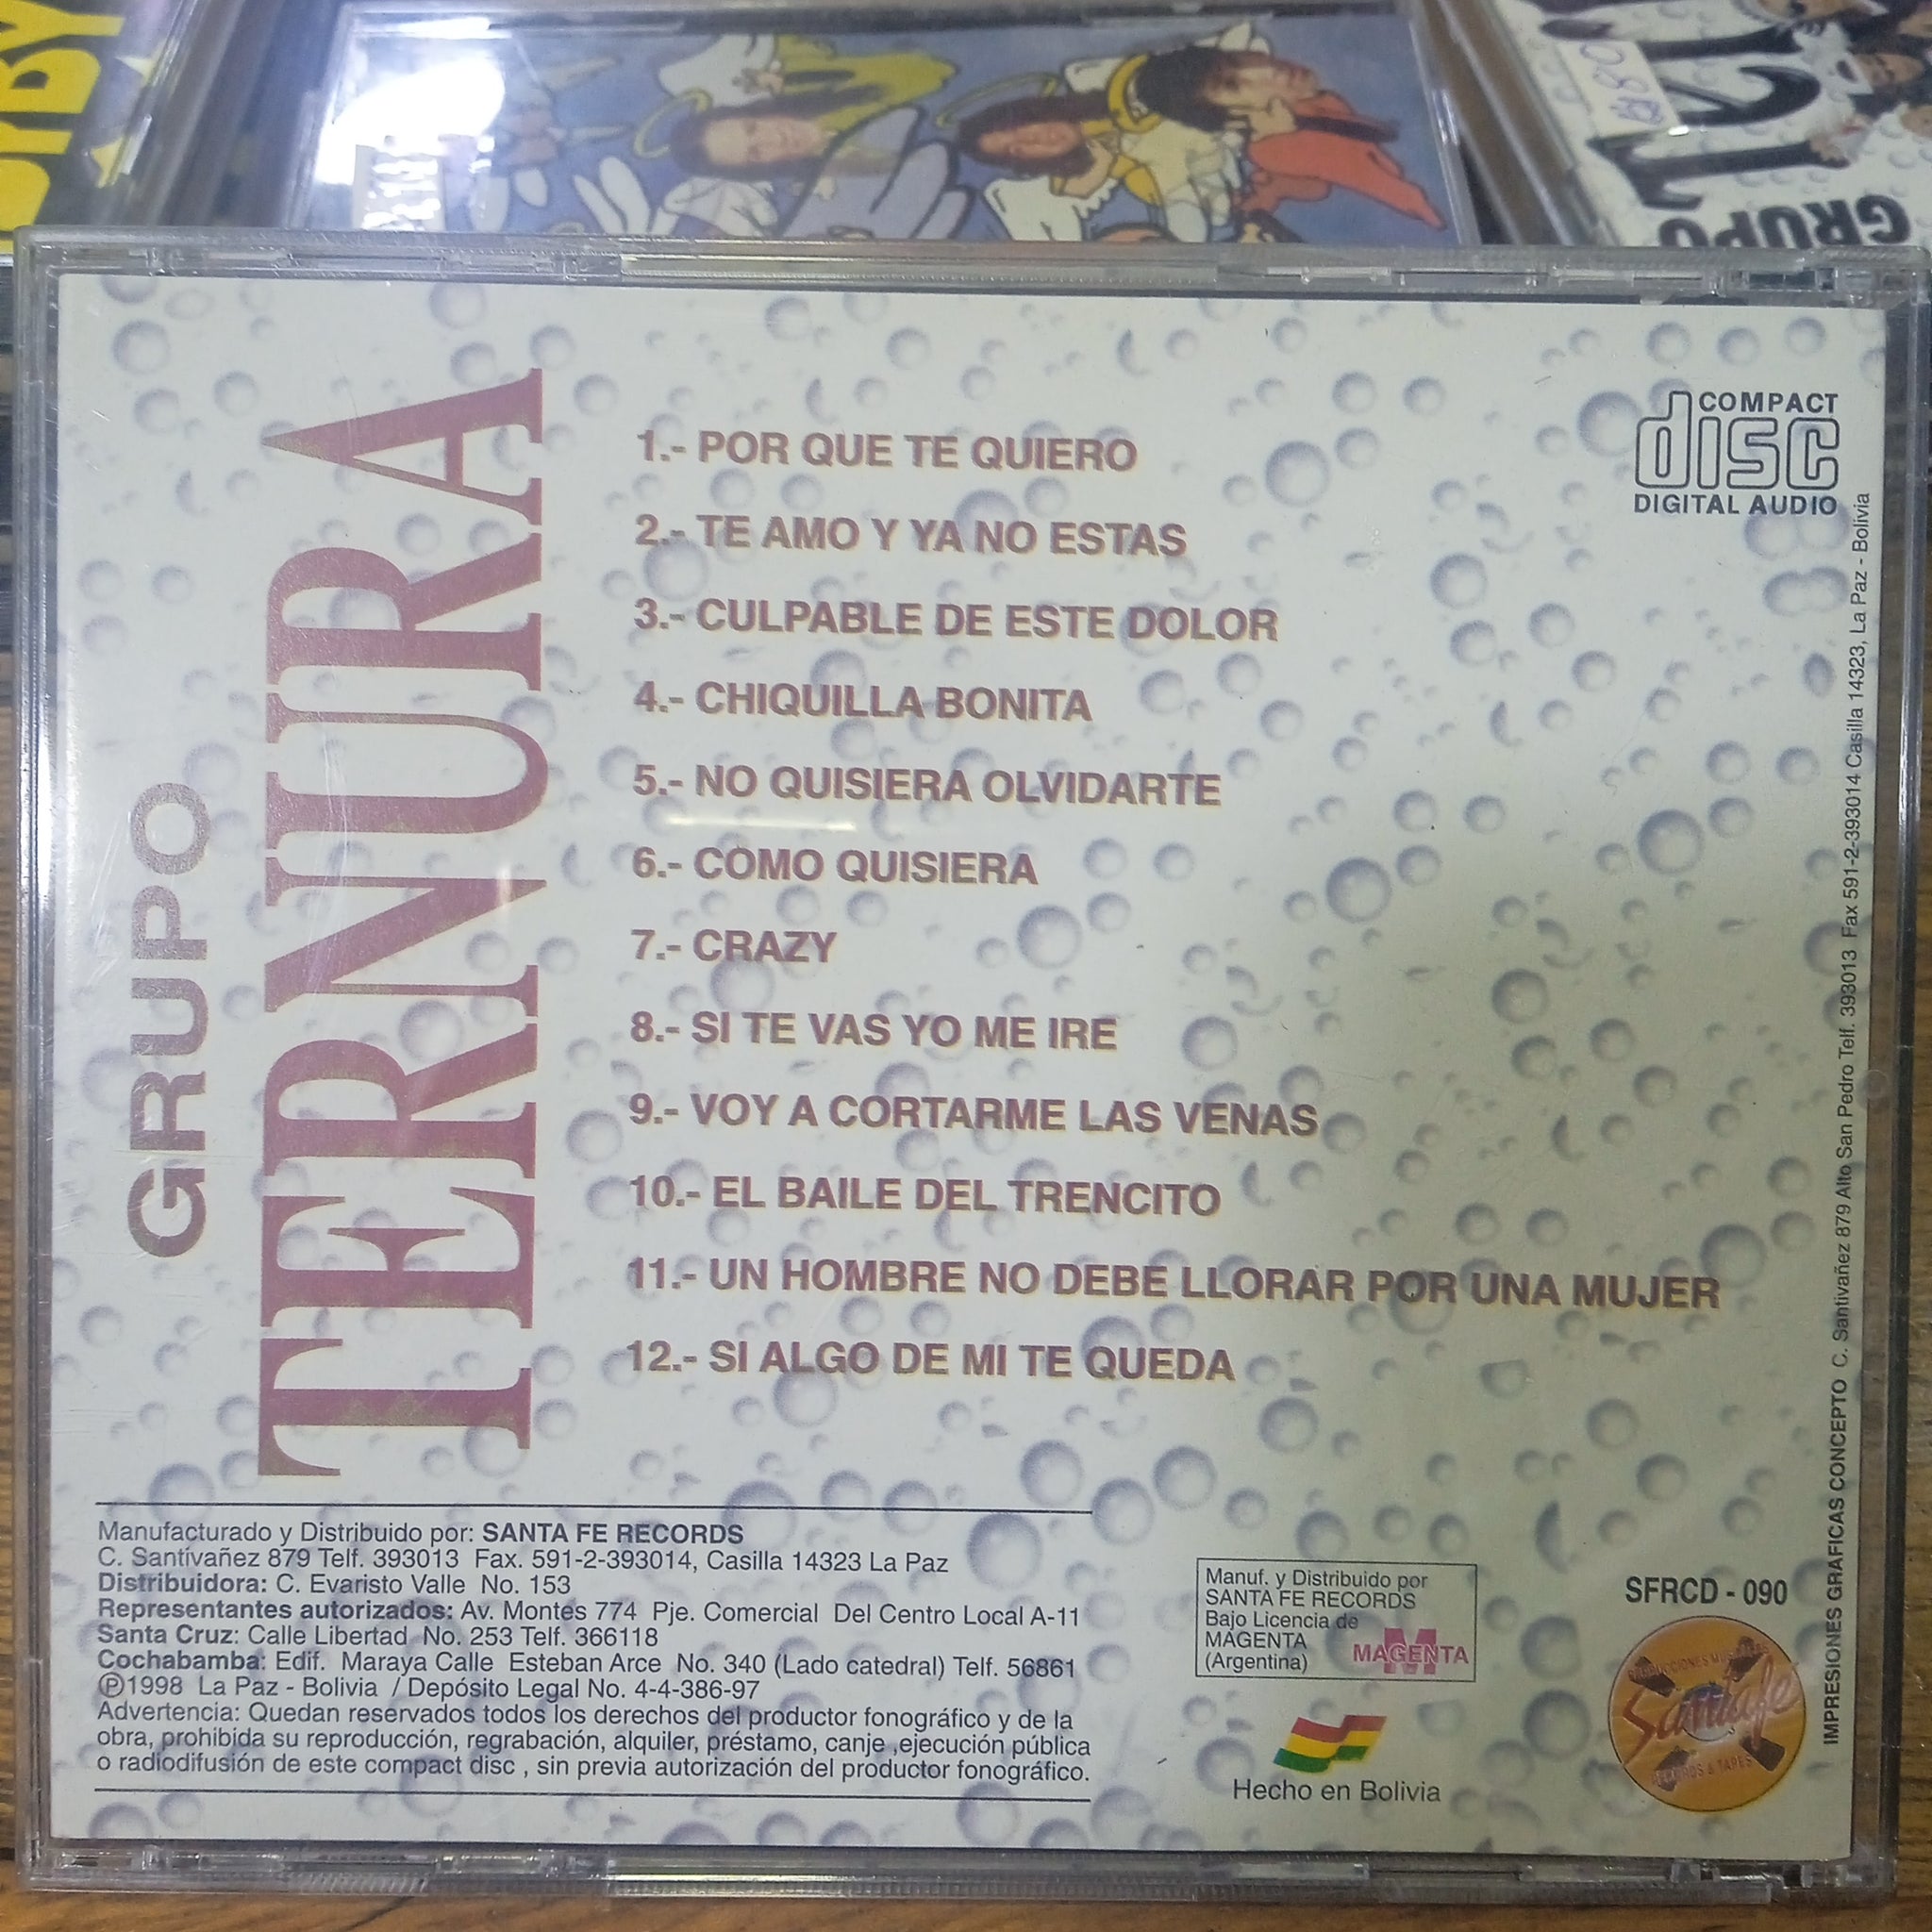 GRUPO
GRUPO
TERNURA
1.- POR QUE TE QUIERO
2.- TE AMO Y YA NO ESTAS
3.- CULPABLE DE ESTE DOLOR
4.- CHIQUILLA BONITA
5.- NO QUISIERA OLVIDARTE
6.- COMO QUISIERA
7.- CRAZY
8.- SI TE VAS YO ME IRE
9.- VOY A CORTARME LAS VENAS
10.- EL BAILE DEL TRENCITO
11.- UN HOMBRE NO DEBE LLORAR POR UNA MUJER
12.- SI ALGO DE MI TE QUEDA
COMPACT
disc
DIGITAL AUDIO
IMPRESIONES GRAFICAS CONCEPTO C. Santivañez 879 Alto San Pedro Telf. 393013 Fax 591-2-393014 Casilla 14323, La Paz - Bolivia
Manufacturado y Distribuido por: SANTA FE RECORDS
C. Santivañez 879 Telf. 393013 Fax. 591-2-393014, Casilla 14323 La Paz
Distribuidora: C. Evaristo Valle No. 153
Representantes autorizados: Av. Montes 774 Pje. Comercial Del Centro Local A-11
Santa Cruz: Calle Libertad No. 253 Telf. 366118
Cochabamba: Edif. Maraya Calle Esteban Arce No. 340 (Lado catedral) Telf. 56861
Ⓟ1998 La Paz - Bolivia / Depósito Legal No. 4-4-386-97
Advertencia: Quedan reservados todos los derechos del productor fonográfico y de la
obra, prohibida su reproducción, regrabación, alquiler, préstamo, canje ,ejecución pública
o radiodifusión de este compact disc , sin previa autorización del productor fonográfico.
Manuf. y Distribuido por
SANTA FE RECORDS
Bajo Licencia de
MAGENTA
(Argentina)
M
MAGENTA
Hecho en Bolivia
SFRCD - 090
Santa fe
RECORDS & TAPES